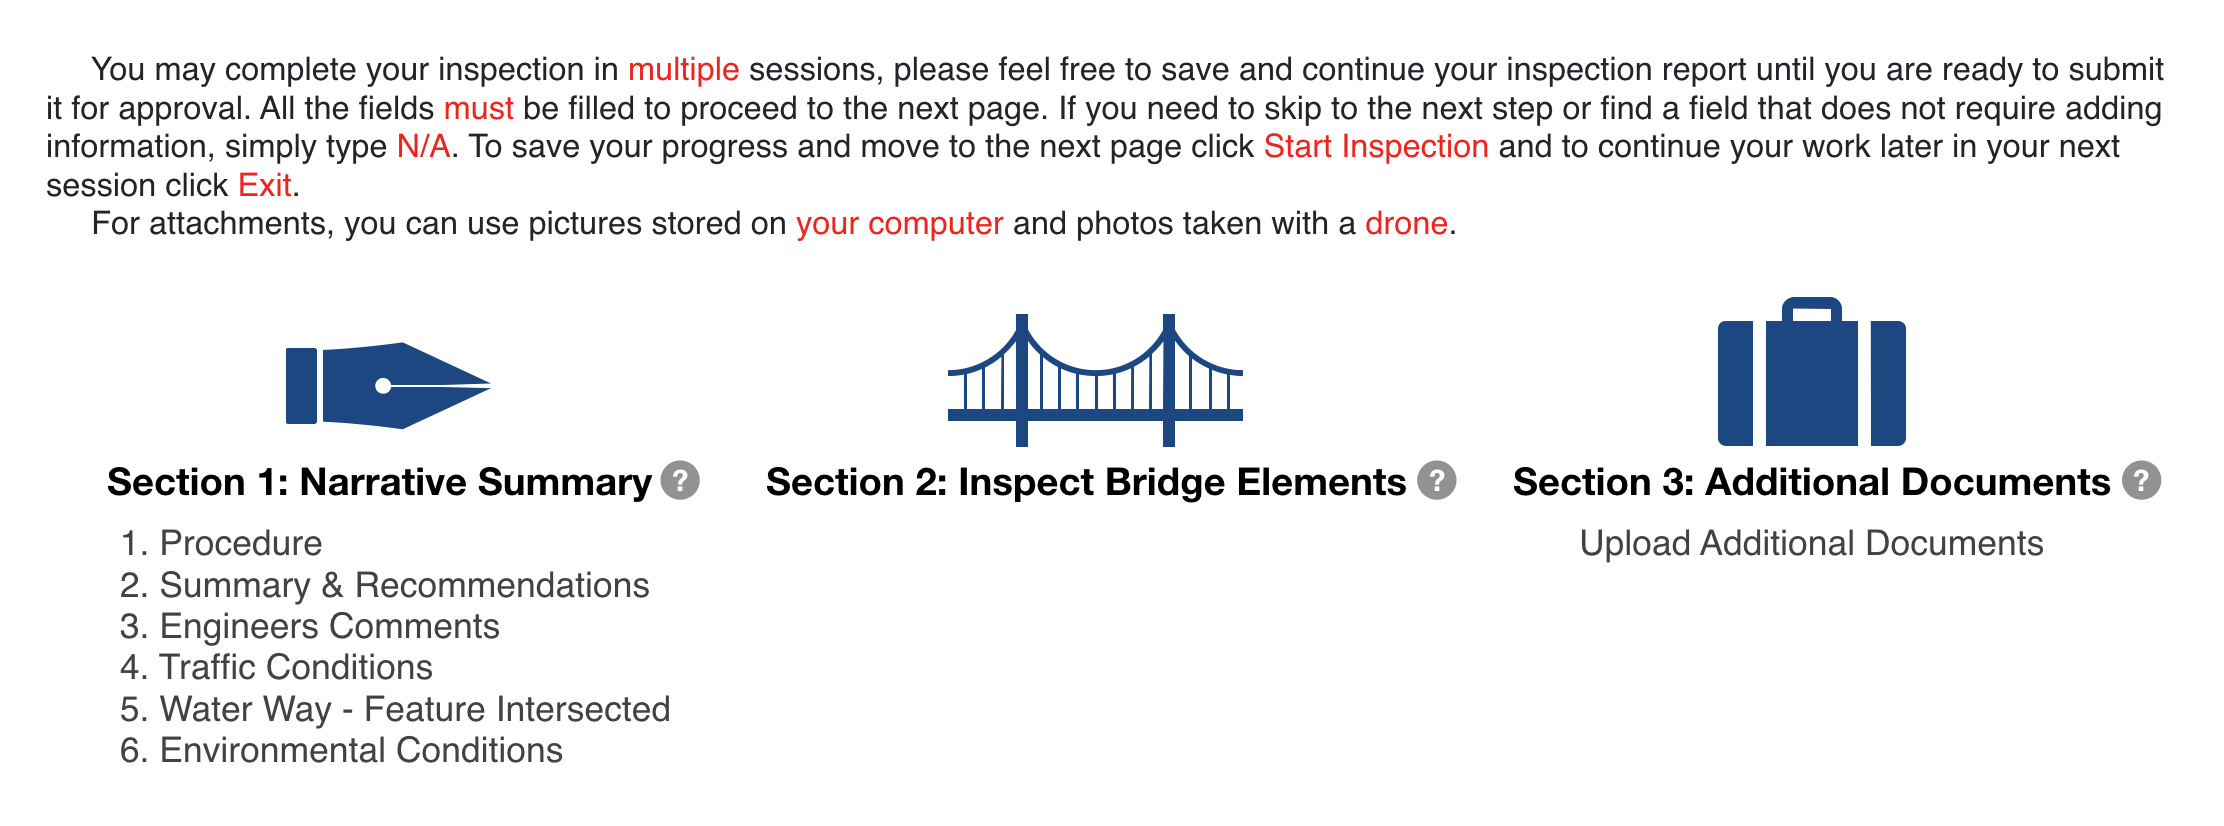 You may complete your inspection in multiple sessions, please feel free to save and continue your inspection report until you are ready to submit
it for approval. All the fields must be filled to proceed to the next page. If you need to skip to the next step or find a field that does not require adding
information, simply type N/A. To save your progress and move to the next page click Start Inspection and to continue your work later in your next
session click Exit.
For attachments, you can use pictures stored on your computer and photos taken with a drone.
Section 1: Narrative Summary ?
1. Procedure
2. Summary & Recommendations
3. Engineers Comments
4. Traffic Conditions
5. Water Way - Feature Intersected
6. Environmental Conditions
Section 2: Inspect Bridge Elements ?
Section 3: Additional Documents ?
Upload Additional Documents